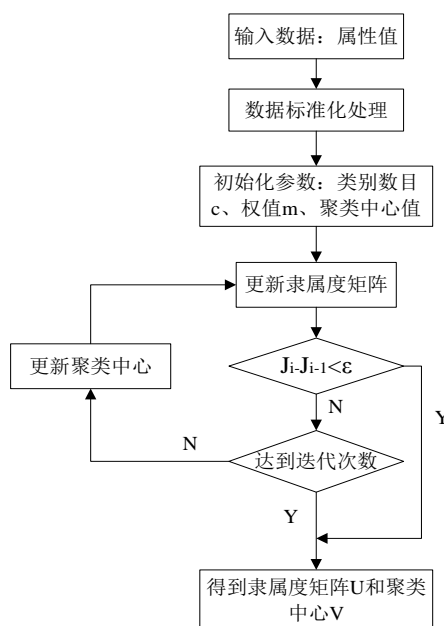 输入数据：属性值
数据标准化处理
初始化参数：类别数目
c、权值m、聚类中心值
更新隶属度矩阵
更新聚类中心
Ji-Ji-1<ε
N
Y
N
达到迭代次数
Y
得到隶属度矩阵U和聚类
中心V